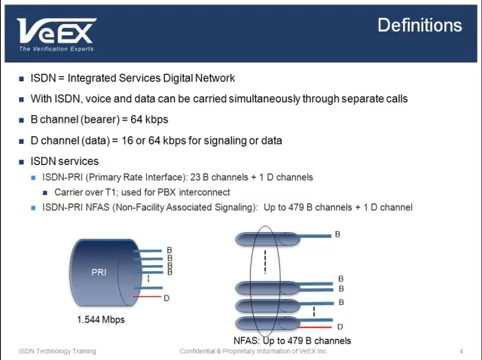 VeEX
The Verification Experts
Definitions
ISDN = Integrated Services Digital Network
With ISDN, voice and data can be carried simultaneously through separate calls
B channel (bearer) = 64 kbps
D channel (data) = 16 or 64 kbps for signaling or data
ISDN services
ISDN-PRI (Primary Rate Interface): 23 B channels + 1 D channels
Carrier over T1; used for PBX interconnect
ISDN-PRI NFAS (Non-Facility Associated Signaling): Up to 479 B channels + 1 D channel
PRI
B
B
B
B
D
1.544 Mbps
B
B
B
B
D
NFAS: Up to 479 B channels
ISDN Technology Training
Confidential & Proprietary Information of VeEX Inc.
4